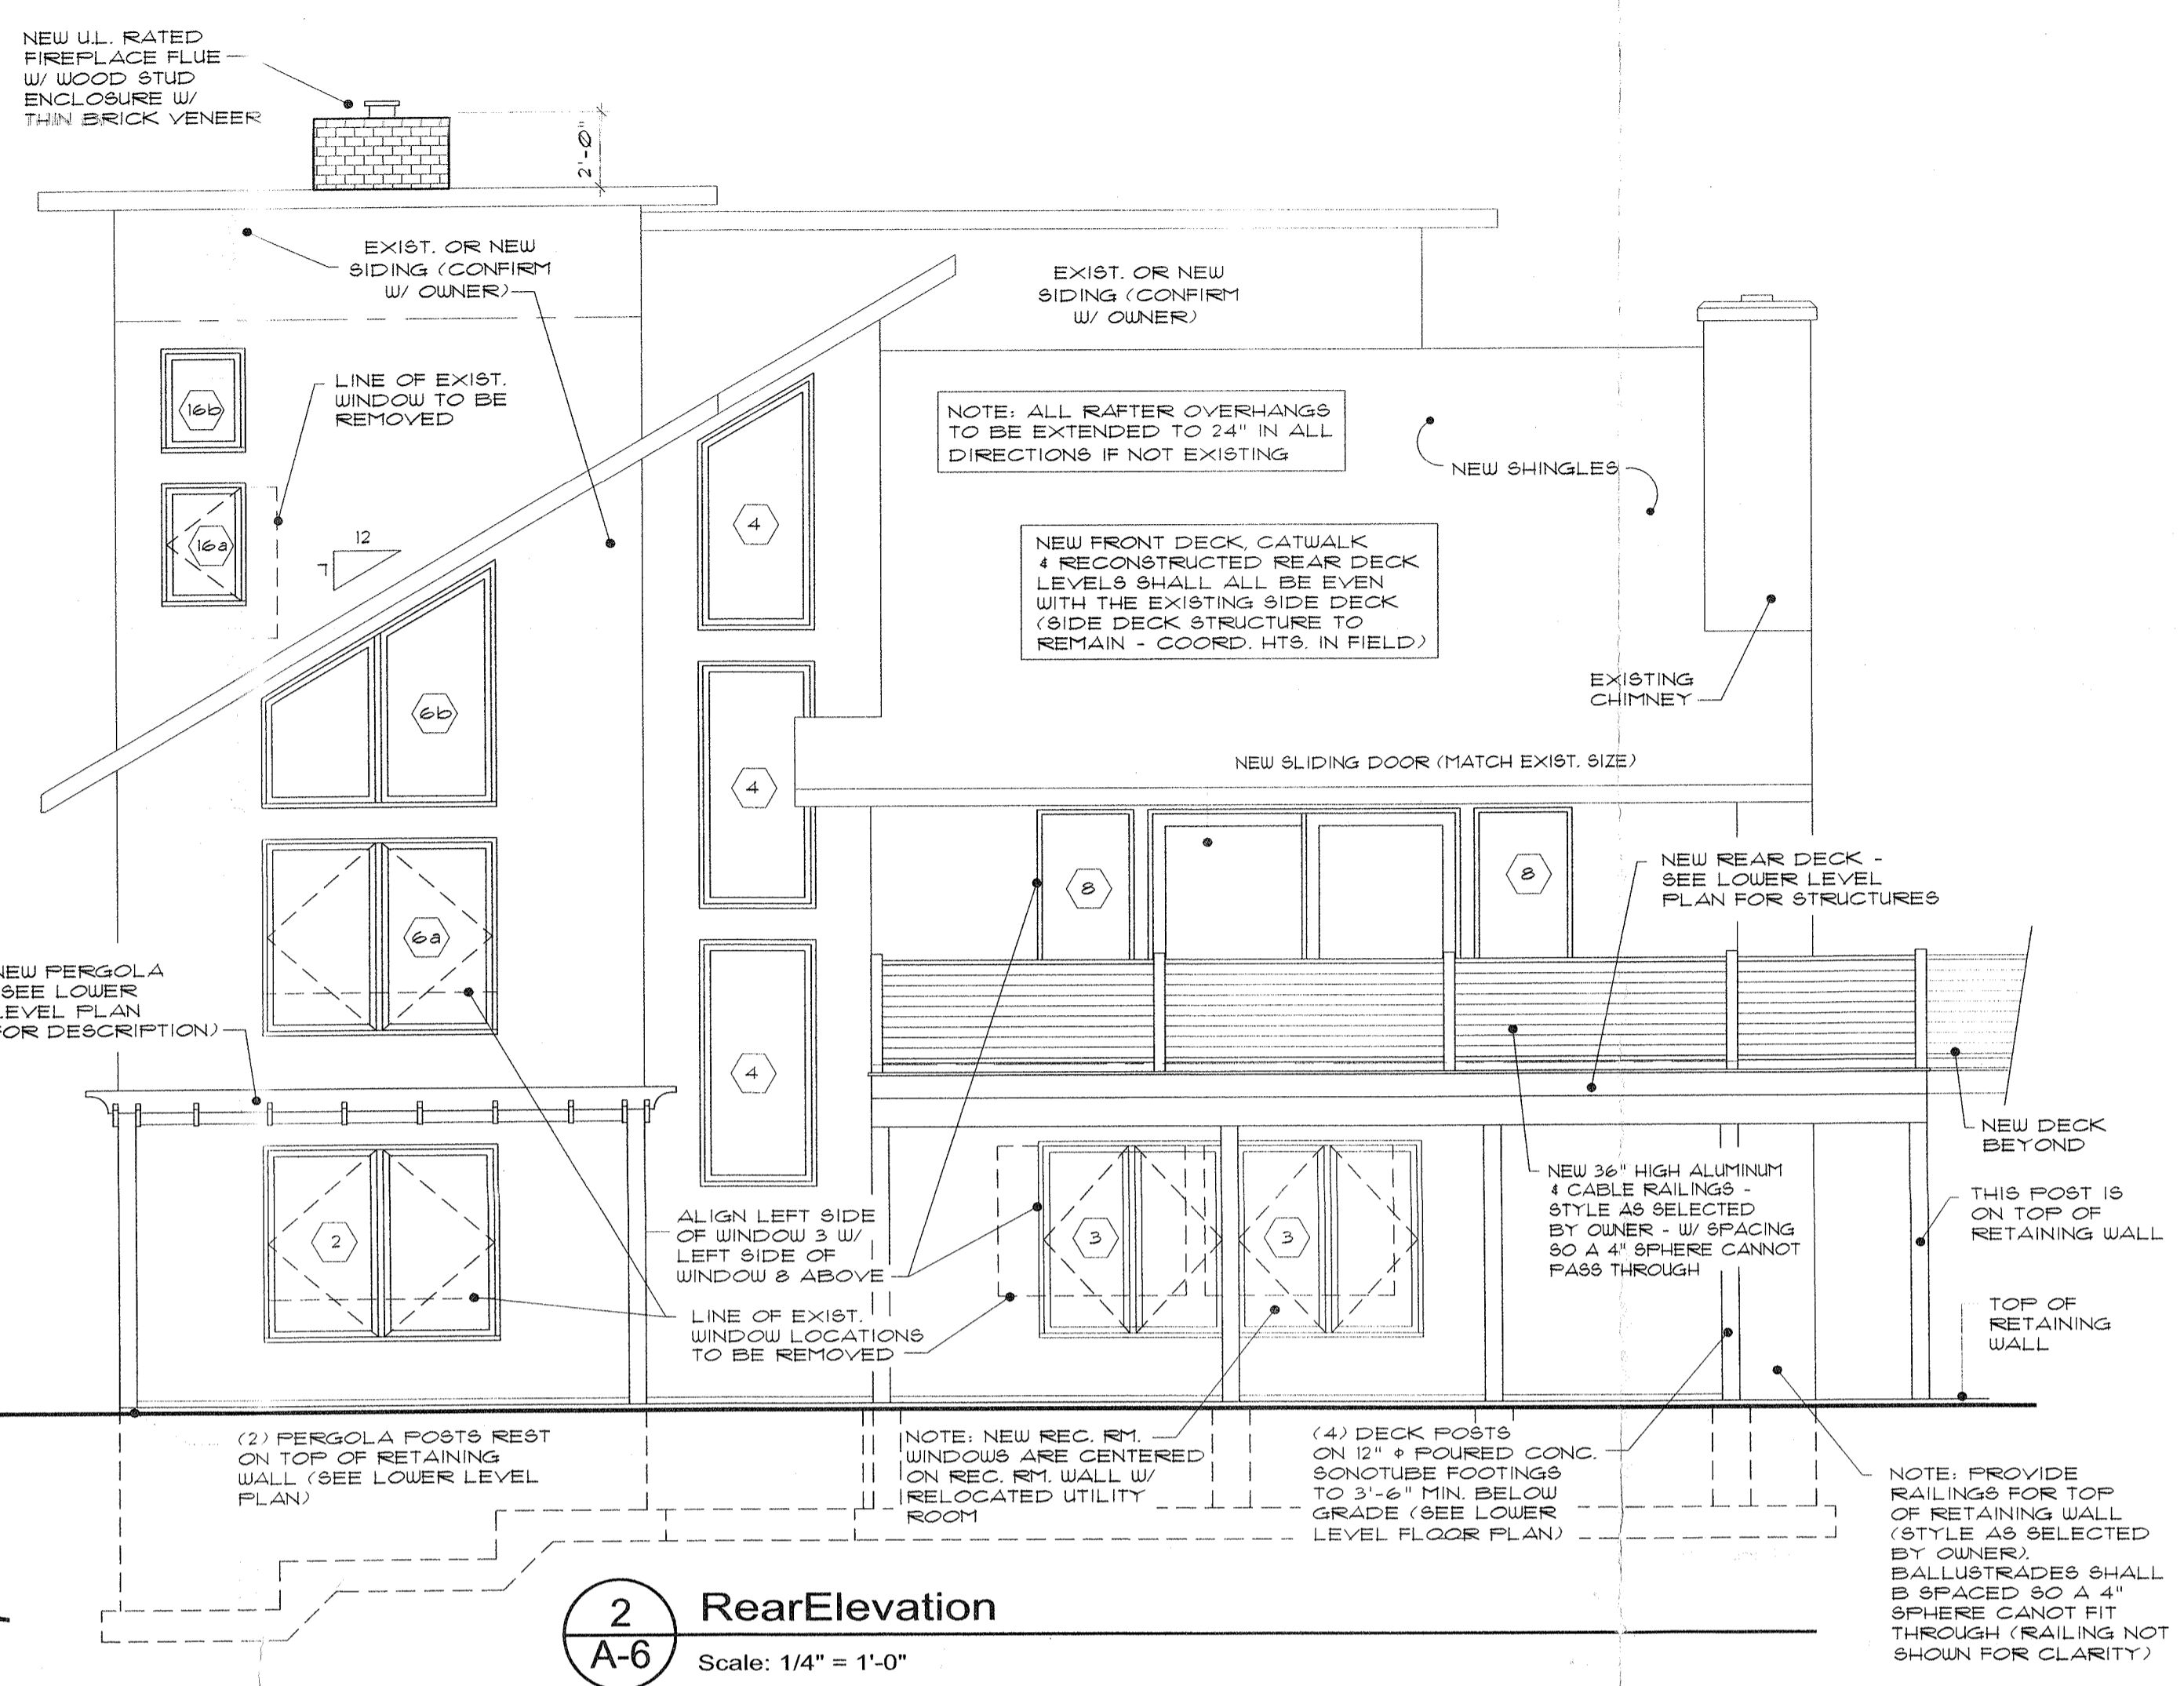 NEW U.L. RATED
FIREPLACE FLUE
W/ WOOD STUD
ENCLOSURE W/
THIN BRICK VENEER
2'-0"
EXIST. OR NEW
SIDING (CONFIRM
W/ OWNER)
EXIST. OR NEW
SIDING (CONFIRM
W/ OWNER)
LINE OF EXIST.
WINDOW TO BE
REMOVED
16b
16a
12
7
NOTE: ALL RAFTER OVERHANGS
TO BE EXTENDED TO 24" IN ALL
DIRECTIONS IF NOT EXISTING
NEW SHINGLES
4
NEW FRONT DECK, CATWALK
& RECONSTRUCTED REAR DECK
LEVELS SHALL ALL BE EVEN
WITH THE EXISTING SIDE DECK
(SIDE DECK STRUCTURE TO
REMAIN - COORD. HTS. IN FIELD)
EXISTING
CHIMNEY
6b
NEW SLIDING DOOR (MATCH EXIST. SIZE)
4
8
8
NEW REAR DECK -
SEE LOWER LEVEL
PLAN FOR STRUCTURES
6a
NEW PERGOLA
SEE LOWER
LEVEL PLAN
FOR DESCRIPTION)
4
NEW DECK
BEYOND
NEW 36" HIGH ALUMINUM
& CABLE RAILINGS -
STYLE AS SELECTED
BY OWNER - W/ SPACING
SO A 4" SPHERE CANNOT
PASS THROUGH
THIS POST IS
ON TOP OF
RETAINING WALL
2
ALIGN LEFT SIDE
OF WINDOW 3 W/
LEFT SIDE OF
WINDOW 8 ABOVE
3
3
LINE OF EXIST.
WINDOW LOCATIONS
TO BE REMOVED
TOP OF
RETAINING
WALL
(2) PERGOLA POSTS REST
ON TOP OF RETAINING
WALL (SEE LOWER LEVEL
PLAN)
NOTE: NEW REC. RM.
WINDOWS ARE CENTERED
ON REC. RM. WALL W/
RELOCATED UTILITY
ROOM
(4) DECK POSTS
ON 12" ϕ POURED CONC.
SONOTUBE FOOTINGS
TO 3'-6" MIN. BELOW
GRADE (SEE LOWER
LEVEL FLOOR PLAN)
NOTE: PROVIDE
RAILINGS FOR TOP
OF RETAINING WALL
(STYLE AS SELECTED
BY OWNER).
BALLUSTRADES SHALL
B SPACED SO A 4"
SPHERE CANOT FIT
THROUGH (RAILING NOT
SHOWN FOR CLARITY)
2
A-6
RearElevation
Scale: 1/4" = 1'-0"